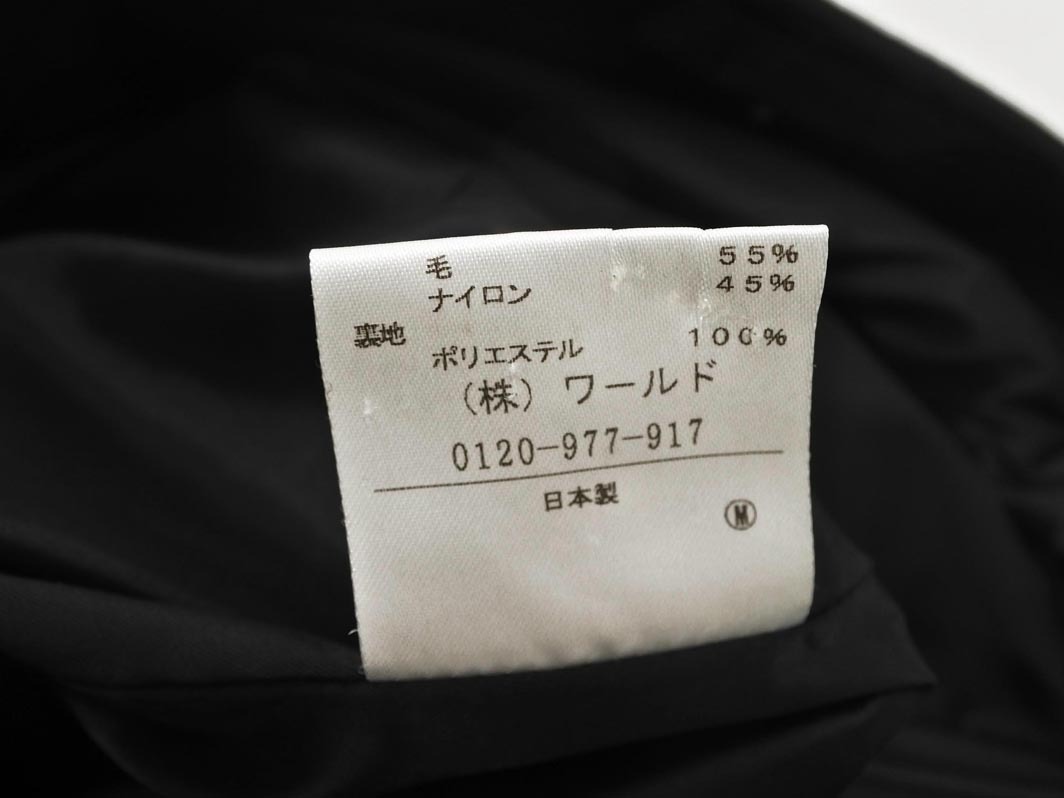 毛 55%
ナイロン 45%
裏地
ポリエステル 100%
(株) ワールド
0120-977-917
日本製
Ⓜ